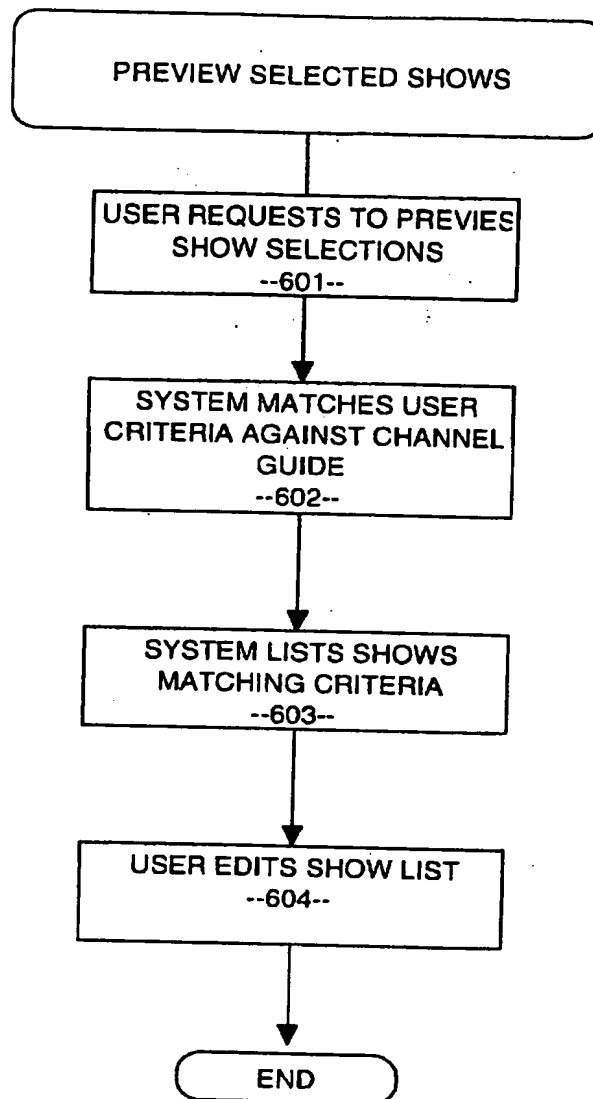 PREVIEW SELECTED SHOWS
USER REQUESTS TO PREVIES
SHOW SELECTIONS
--601--
SYSTEM MATCHES USER
CRITERIA AGAINST CHANNEL
GUIDE
--602--
SYSTEM LISTS SHOWS
MATCHING CRITERIA
--603--
USER EDITS SHOW LIST
--604--
END